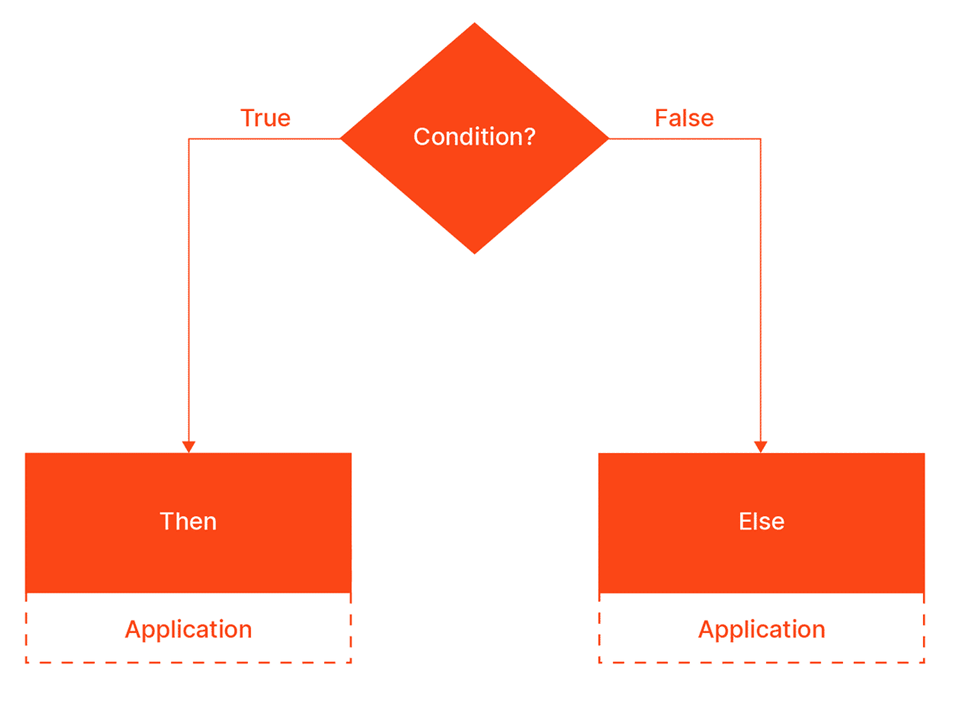 True
Condition?
False
Then
Else
Application
Application